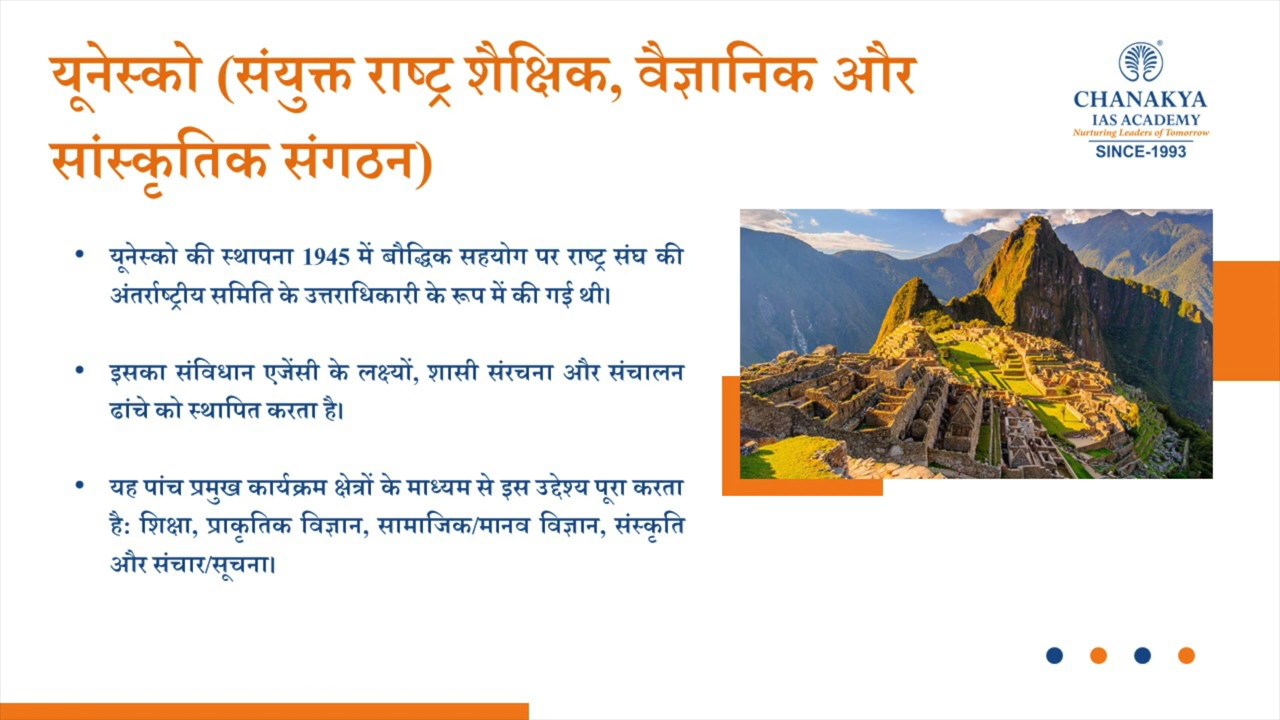 यूनेस्को (संयुक्त राष्ट्र शैक्षिक, वैज्ञानिक और
सांस्कृतिक संगठन)
CHANAKYA
IAS ACADEMY
Nurturing Leaders of Tomorrow
SINCE-1993
• यूनेस्को की स्थापना 1945 में बौद्धिक सहयोग पर राष्ट्र संघ की
अंतर्राष्ट्रीय समिति के उत्तराधिकारी के रूप में की गई थी।
• इसका संविधान एजेंसी के लक्ष्यों, शासी संरचना और संचालन
ढांचे को स्थापित करता है।
• यह पांच प्रमुख कार्यक्रम क्षेत्रों के माध्यम से इस उद्देश्य पूरा करता
है: शिक्षा, प्राकृतिक विज्ञान, सामाजिक/मानव विज्ञान, संस्कृति
और संचार/सूचना।